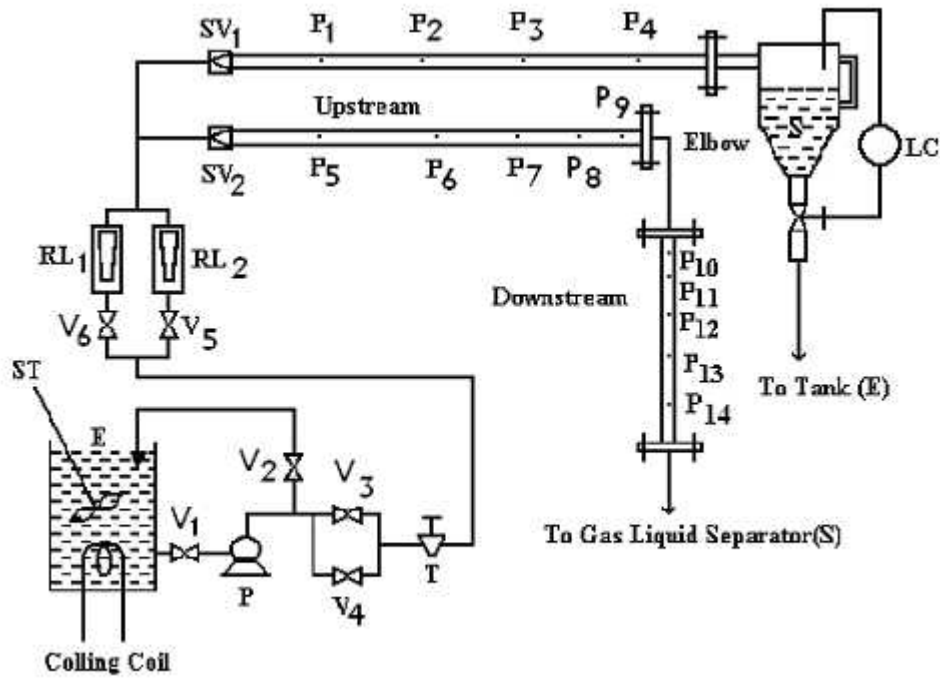 SV1 P1 P2 P3 P4
Upstream
P9
S
Elbow
LC
SV2 P5 P6 P7 P8
RL1 RL2
P10
Downstream
P11
P12
V6 V5
P13
P14
ST
To Tank (E)
E
V2
V3
V1
To Gas Liquid Separator(S)
P
V4
T
Colling Coil